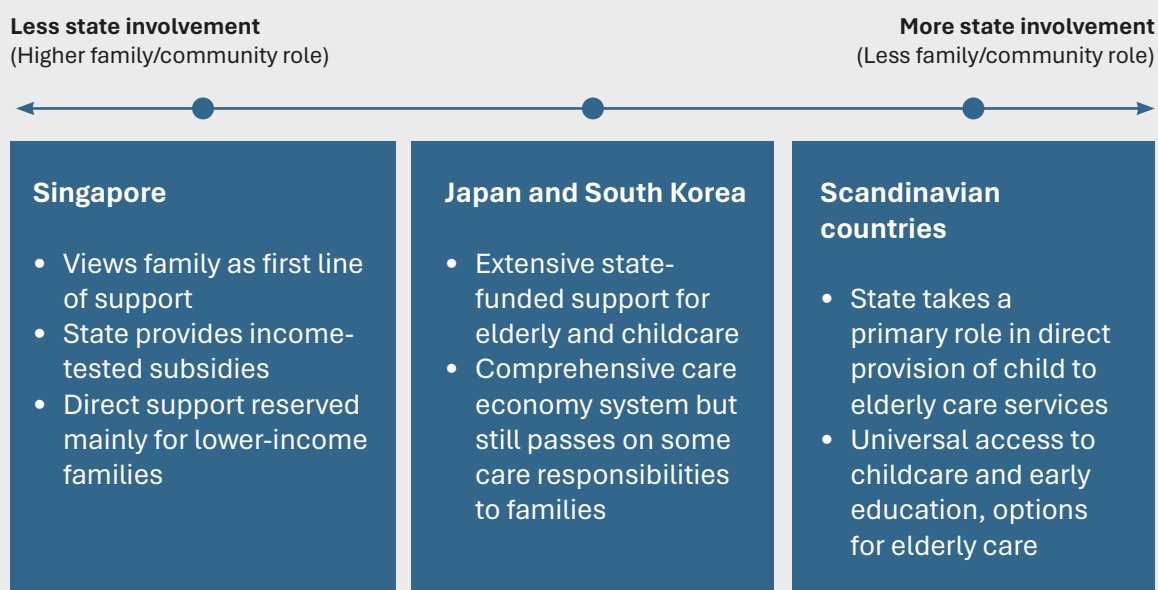 Less state involvement
(Higher family/community role)
More state involvement
(Less family/community role)
Singapore
• Views family as first line
of support
• State provides income-
tested subsidies
• Direct support reserved
mainly for lower-income
families
Japan and South Korea
• Extensive state-
funded support for
elderly and childcare
• Comprehensive care
economy system but
still passes on some
care responsibilities
to families
Scandinavian
countries
• State takes a
primary role in direct
provision of child to
elderly care services
• Universal access to
childcare and early
education, options
for elderly care